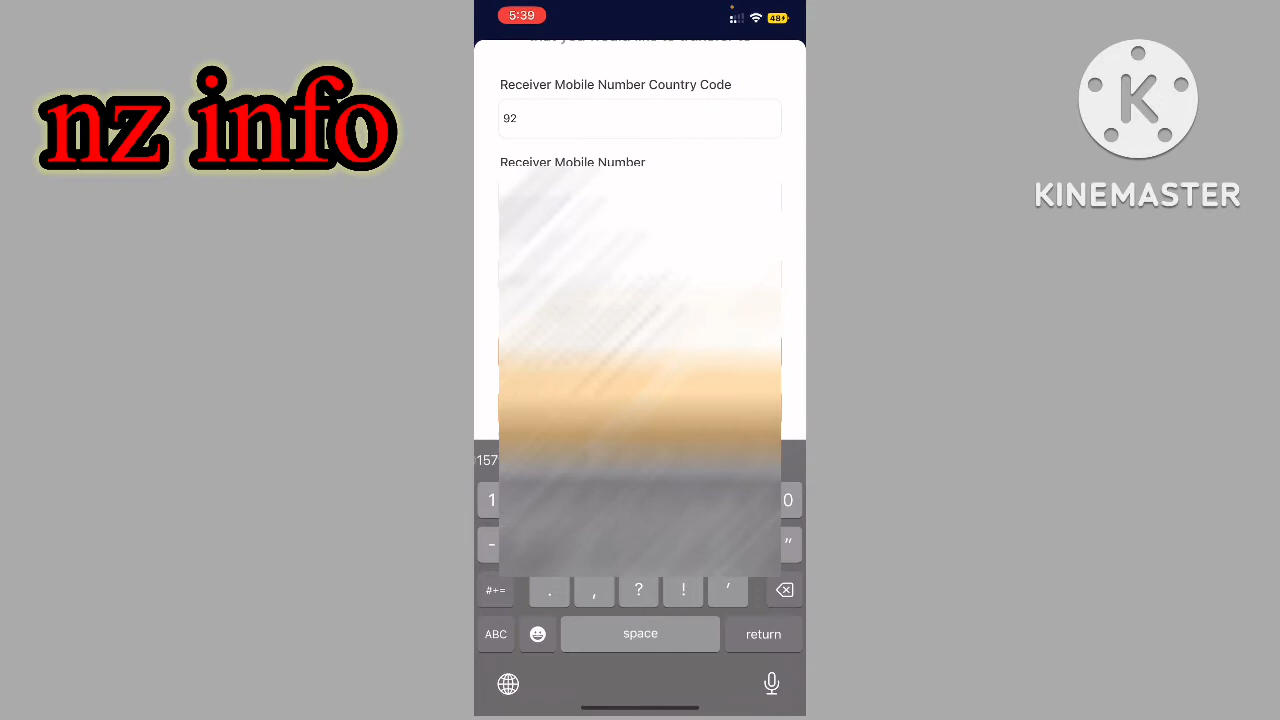 nz info
K
KINEMASTER
5:39
48
Receiver Mobile Number Country Code
92
Receiver Mobile Number
157
1
0
-
"
#+=
. , ? ! '
ABC
space
return